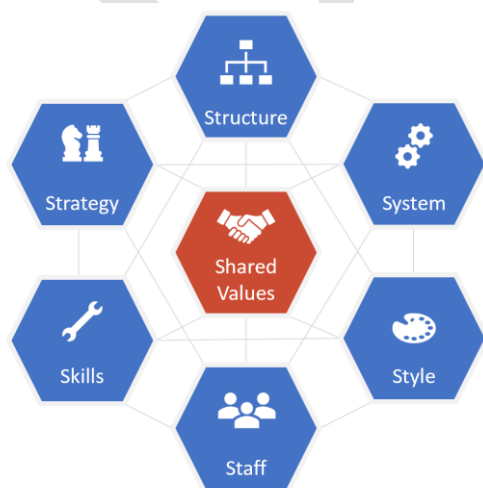 Structure
Strategy
System
Shared
Values
Skills
Style
Staff